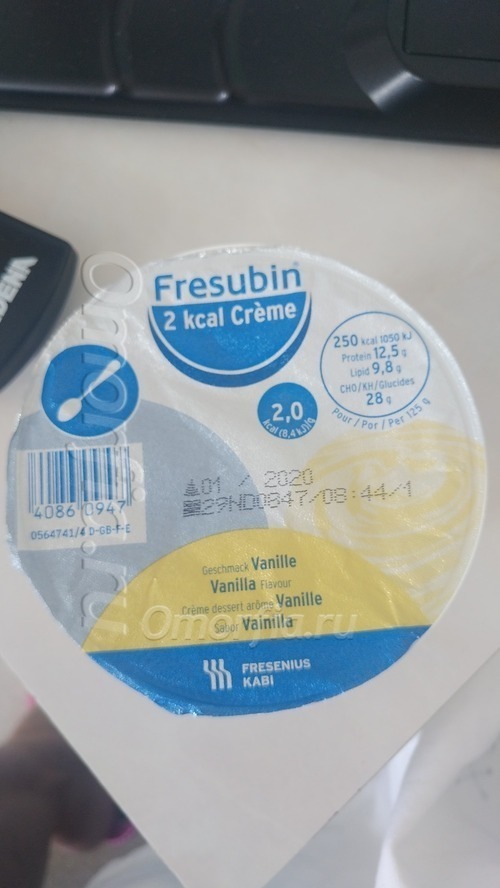 Fresubin®
2 kcal Crème
250 kcal 1050 kJ
Protein 12,5 g
Lipid 9,8 g
CHO/KH/Glucides
28 g
Pour / Por / Per 125 g
2,0
kcal (8,4 kJ)/g
4086 0947
0564741/4 D-GB-F-E
01 / 2020
29ND0847/08:44/1
Geschmack Vanille
Vanilla Flavour
Crème dessert arôme Vanille
Sabor Vainilla
FRESENIUS
KABI
Omoryia.ru